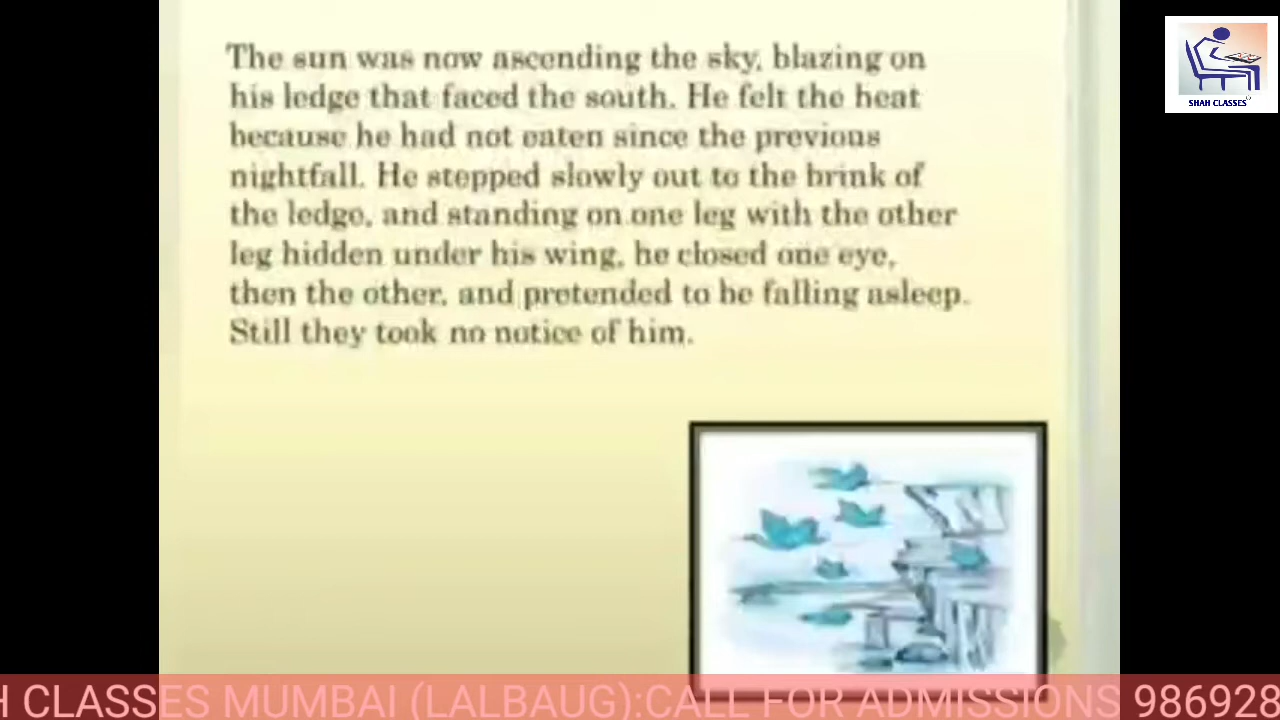 The sun was now ascending the sky, blazing on
his ledge that faced the south. He felt the heat
because he had not eaten since the previous
nightfall. He stepped slowly out to the brink of
the ledge, and standing on one leg with the other
leg hidden under his wing, he closed one eye,
then the other, and pretended to be falling asleep.
Still they took no notice of him.
SHAH CLASSES
H CLASSES MUMBAI (LALBAUG):CALL FOR ADMISSIONS 986928